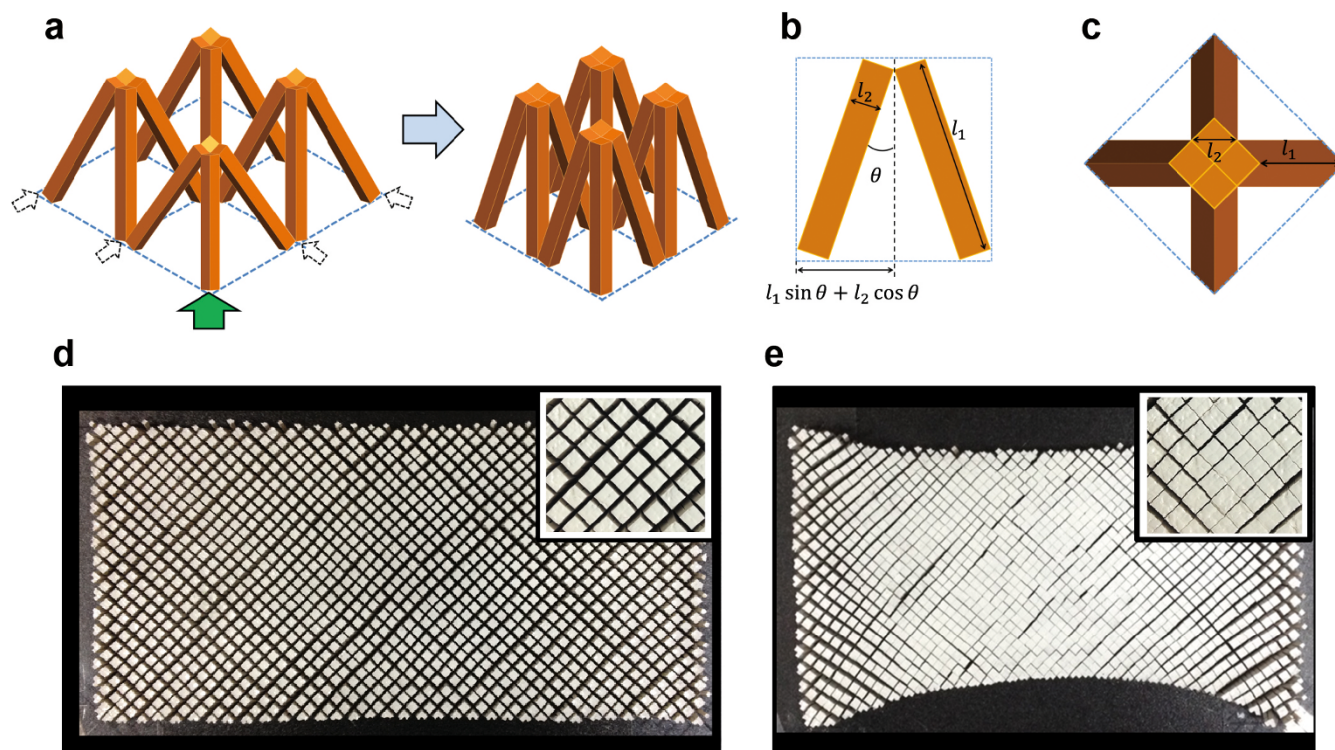 a
b
c
l₂
l₁
θ
l₁ sin θ + l₂ cos θ
l₂
l₁
d
e